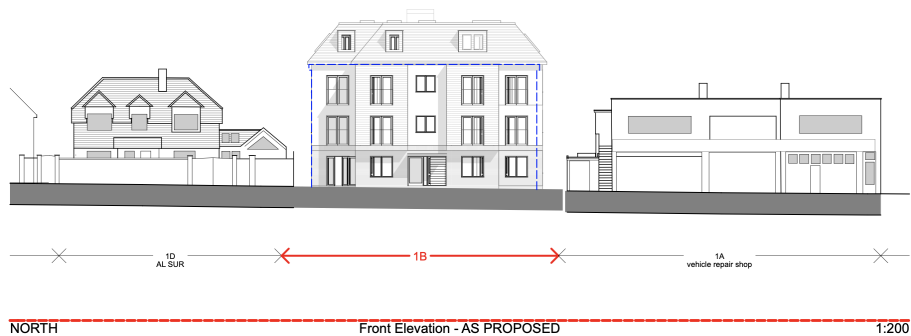 1D
AL SUR
1B
1A
vehicle repair shop
NORTH
Front Elevation - AS PROPOSED
1:200